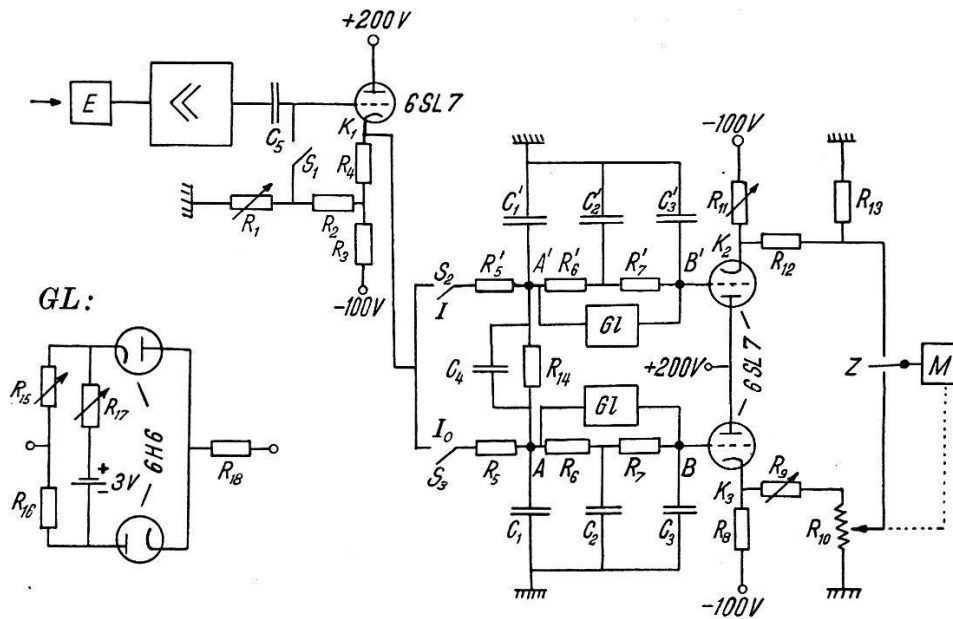 +200V
E
6SL7
C5
K1
S1
R4
R1
R2
R3
-100V
GL:
R15
R17
+
3V
-
6H6
R16
R18
-100V
C1'
C2'
C3'
R11
R13
K2
R12
S2
I
R5'
A'
R6'
R7'
B'
Gl
C4
R14
+200V
6SL7
Z
M
Gl
I0
S3
R5
A
R6
R7
B
K3
R9
C1
C2
C3
R8
R10
-100V